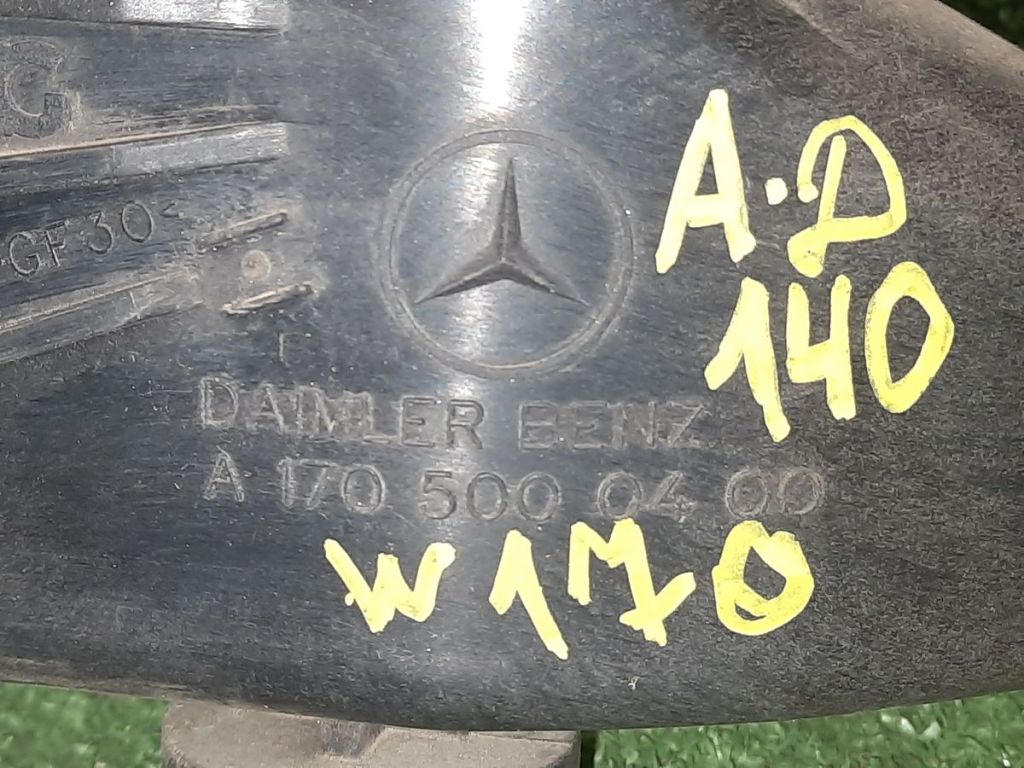 G
GF 30<
A.D
140
DAIMLER BENZ
A 170 500 04 00
W170